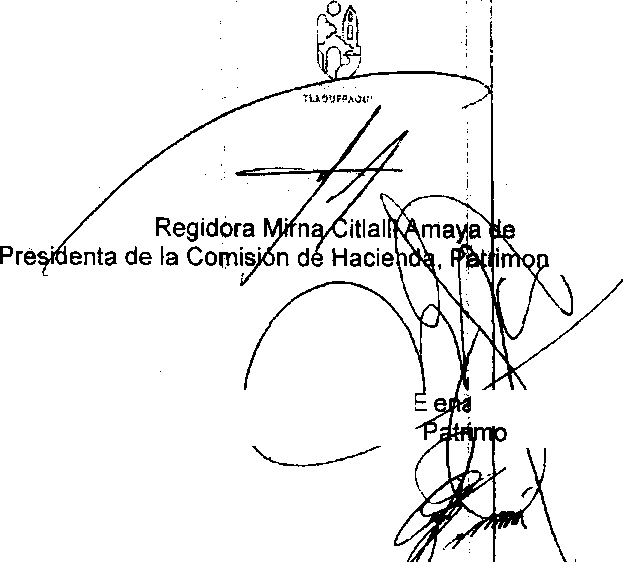 Regidora Mirna Citlalli Amaya de
Presidenta de la Comisión de Hacienda, Patrimon
Patrimo